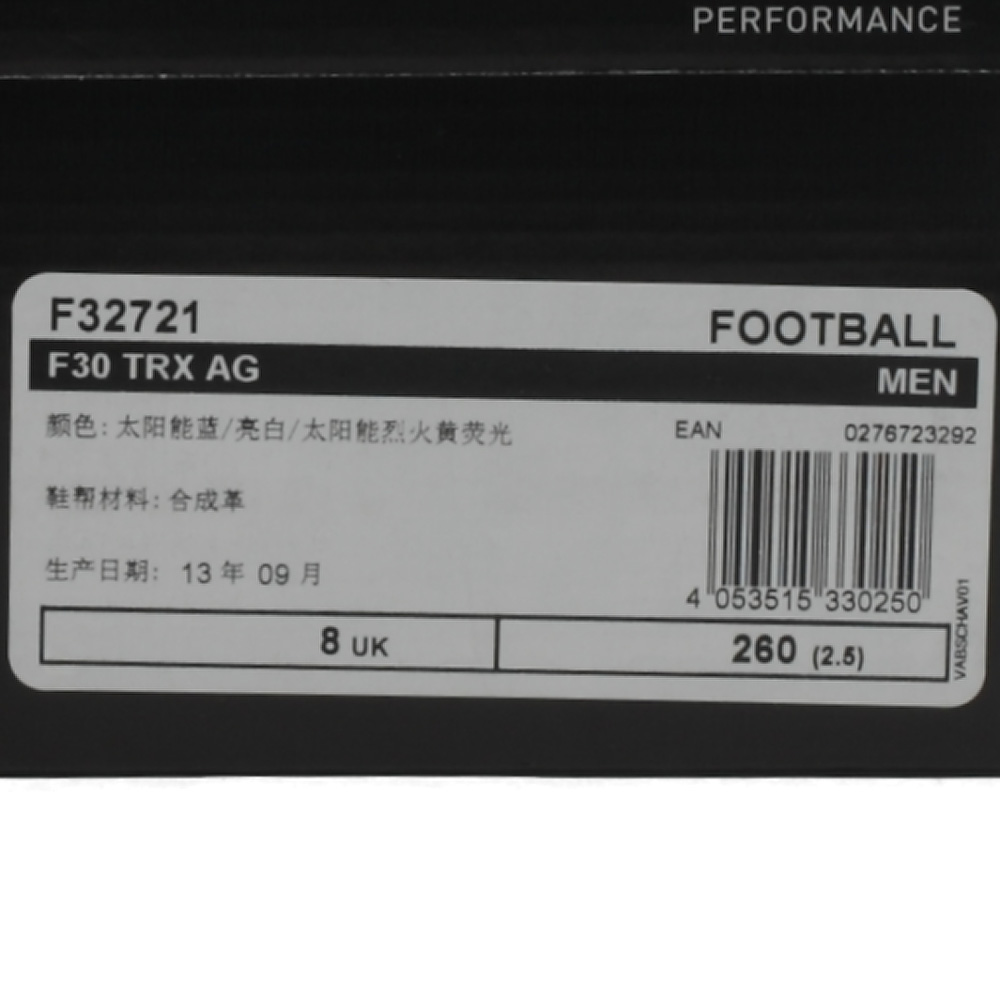 PERFORMANCE
F32721
FOOTBALL
F30 TRX AG
MEN
颜色: 太阳能蓝/亮白/太阳能烈火黄荧光
EAN 0276723292
鞋帮材料: 合成革
生产日期: 13 年 09 月
4 053515 330250
VABSCHAV01
8 UK
260 (2.5)